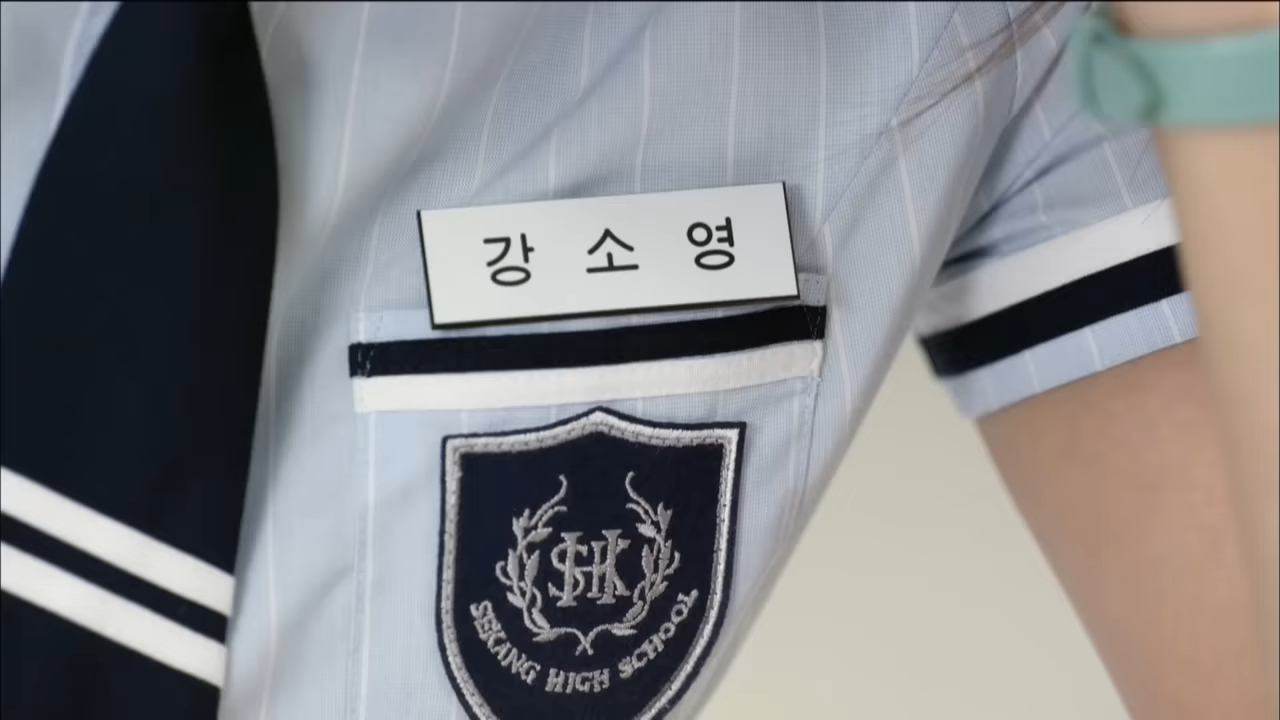 강 소 영
SHK
SEKANG HIGH SCHOOL